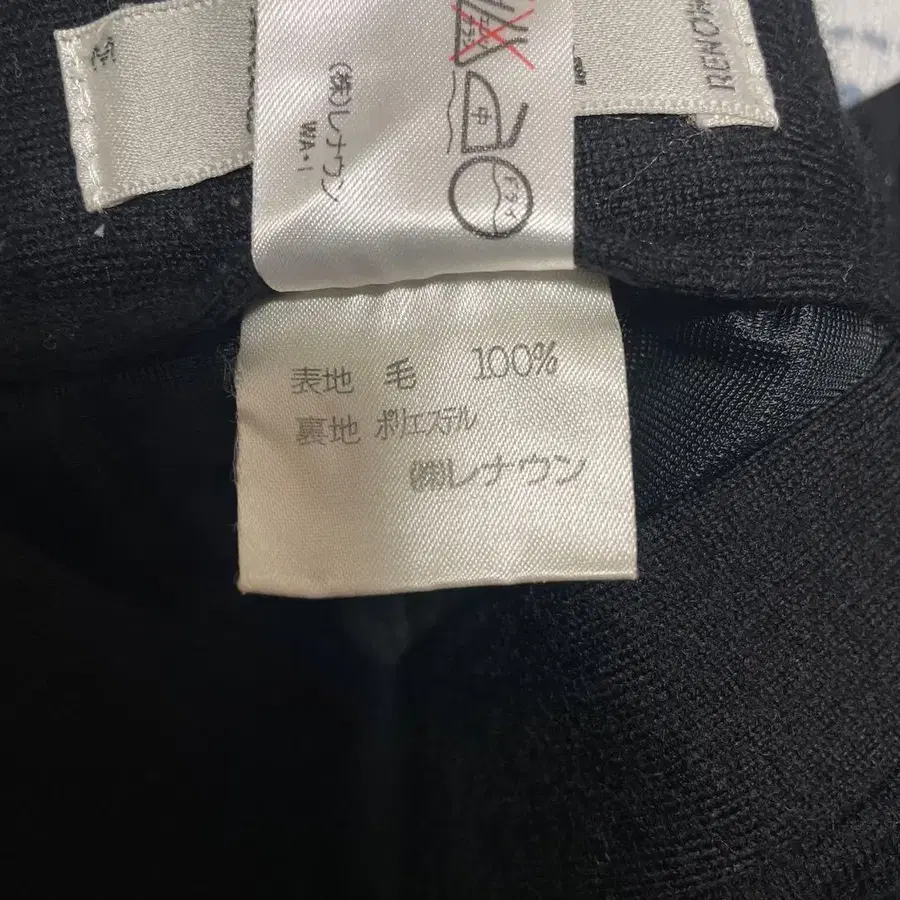 中
ドライ
(株)レナウン
WA・1
表地 毛 100%
裏地 ポリエステル
㈱レナウン